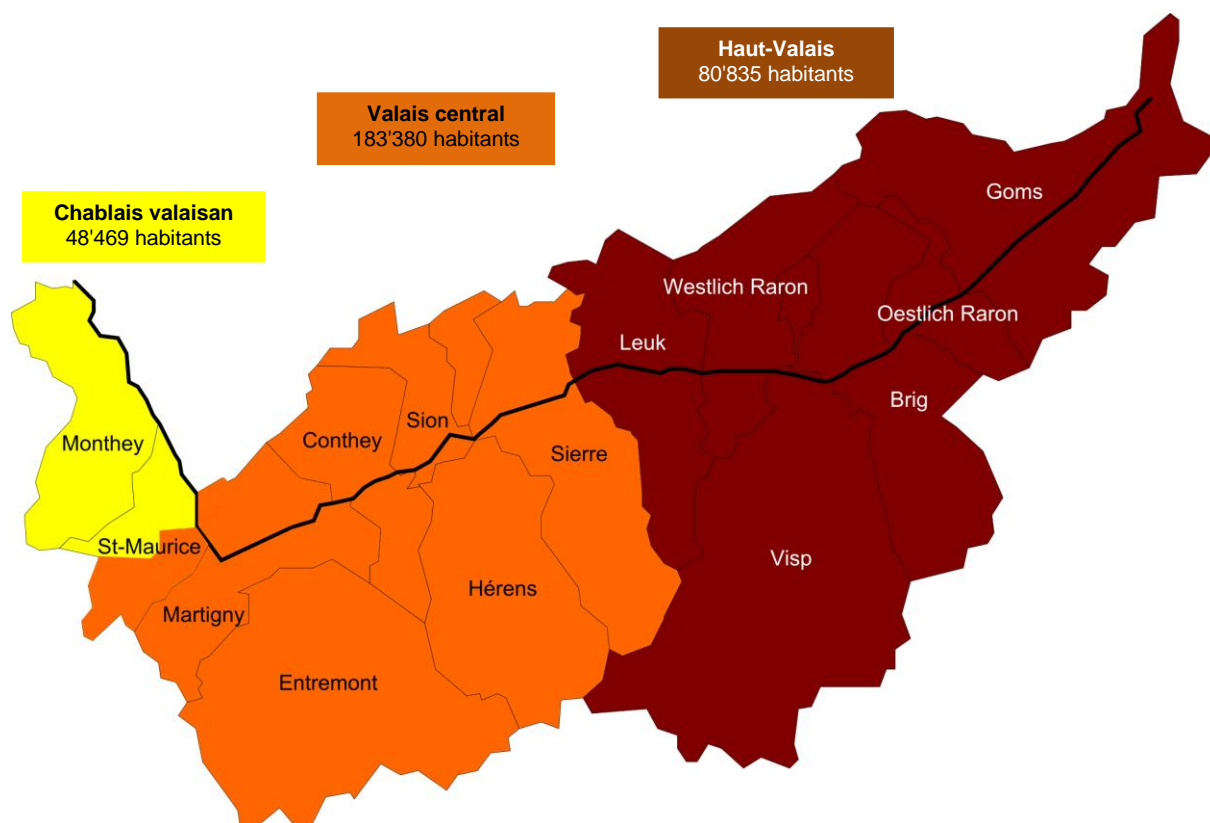 Haut-Valais
80'835 habitants
Valais central
183'380 habitants
Chablais valaisan
48'469 habitants
Goms
Westlich Raron
Oestlich Raron
Leuk
Brig
Sion
Conthey
Monthey
Sierre
St-Maurice
Visp
Hérens
Martigny
Entremont